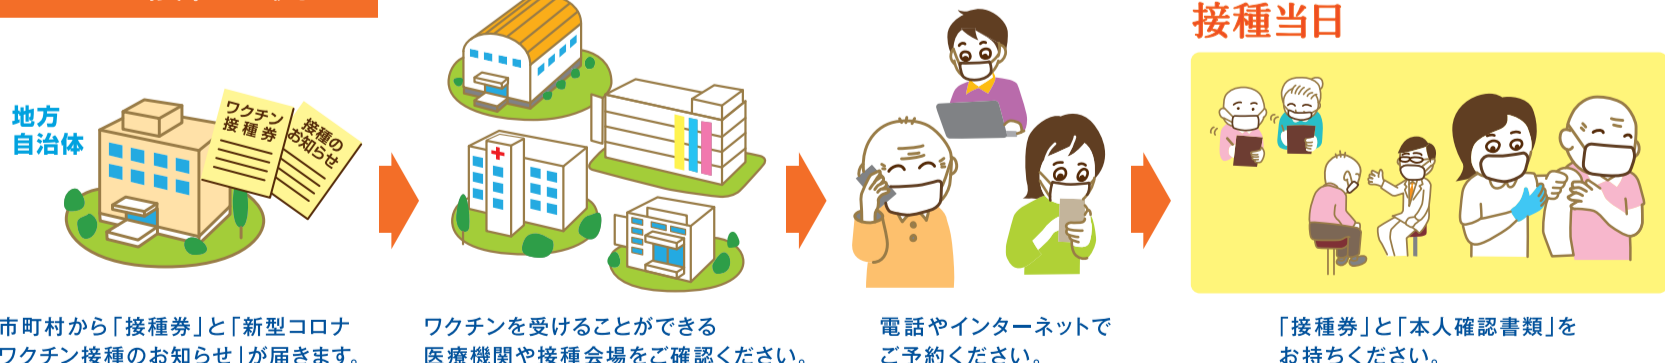 接種当日
地方
自治体
ワクチン
接種券
接種の
お知らせ
市町村から「接種券」と「新型コロナ
ワクチン接種のお知らせ」が届きます。
ワクチンを受けることができる
医療機関や接種会場をご確認ください。
電話やインターネットで
ご予約ください。
「接種券」と「本人確認書類」を
お持ちください。